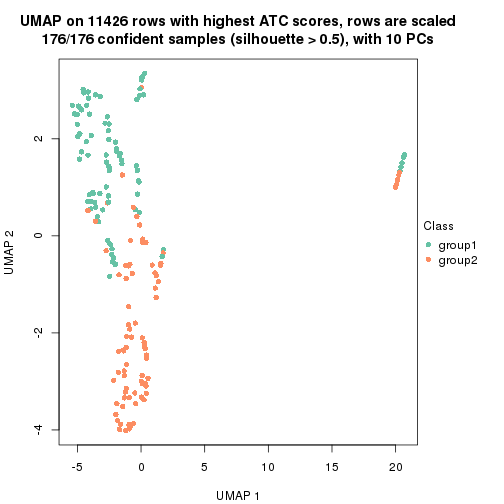 UMAP on 11426 rows with highest ATC scores, rows are scaled
176/176 confident samples (silhouette > 0.5), with 10 PCs
UMAP 2
2
0
-2
-4
-5
0
5
10
15
20
UMAP 1
Class
group1
group2